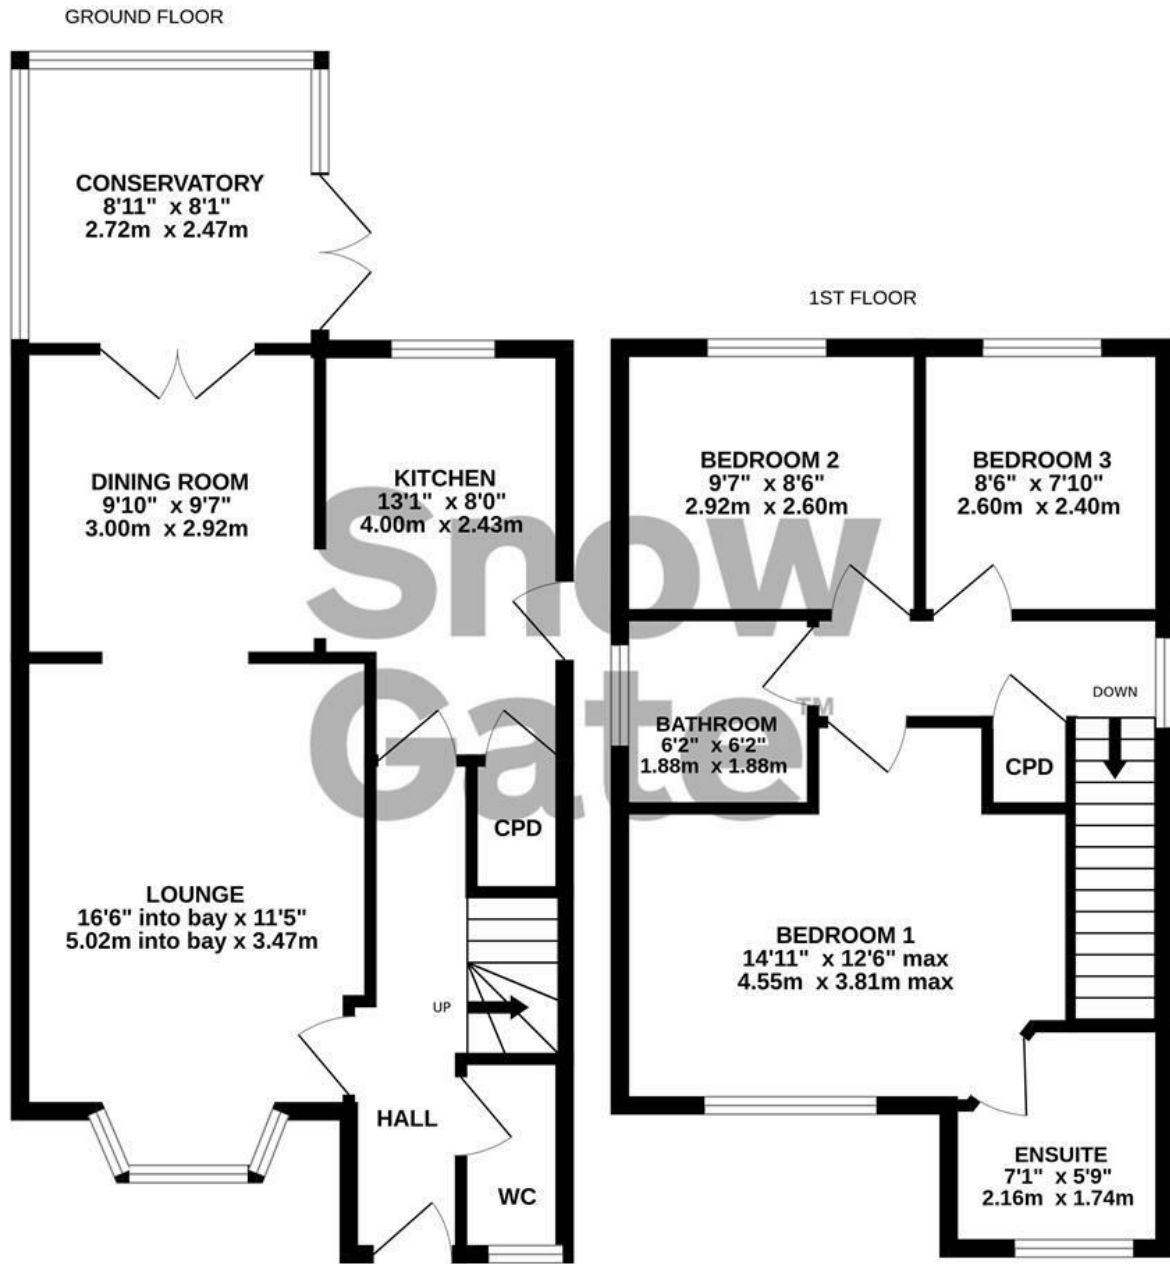 GROUND FLOOR
CONSERVATORY
8'11" x 8'1"
2.72m x 2.47m
DINING ROOM
9'10" x 9'7"
3.00m x 2.92m
KITCHEN
13'1" x 8'0"
4.00m x 2.43m
CPD
LOUNGE
16'6" into bay x 11'5"
5.02m into bay x 3.47m
UP
HALL
WC
1ST FLOOR
BEDROOM 2
9'7" x 8'6"
2.92m x 2.60m
BEDROOM 3
8'6" x 7'10"
2.60m x 2.40m
DOWN
BATHROOM
6'2" x 6'2"
1.88m x 1.88m
CPD
BEDROOM 1
14'11" x 12'6" max
4.55m x 3.81m max
ENSUITE
7'1" x 5'9"
2.16m x 1.74m
Snow
Gate™